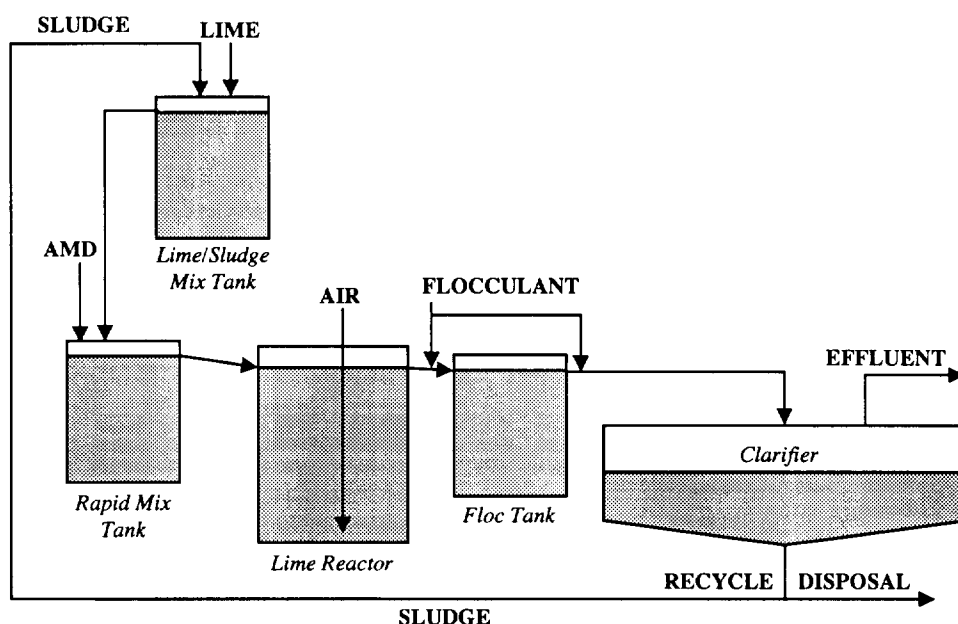 SLUDGE
LIME
Lime/Sludge
Mix Tank
AMD
AIR
FLOCCULANT
EFFLUENT
Rapid Mix
Tank
Lime Reactor
Floc Tank
Clarifier
RECYCLE
DISPOSAL
SLUDGE